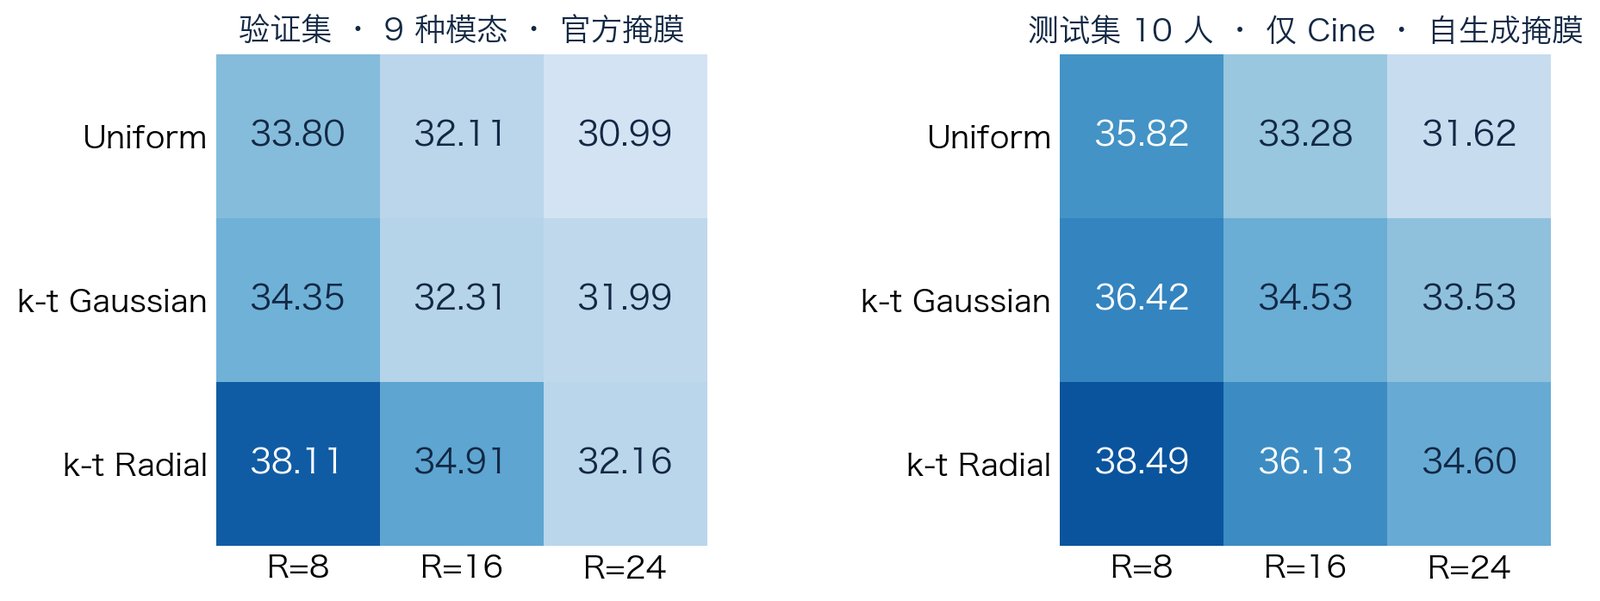 验证集 · 9 种模态 · 官方掩膜
Uniform 33.80 32.11 30.99
k-t Gaussian 34.35 32.31 31.99
k-t Radial 38.11 34.91 32.16
R=8 R=16 R=24
测试集 10 人 · 仅 Cine · 自生成掩膜
Uniform 35.82 33.28 31.62
k-t Gaussian 36.42 34.53 33.53
k-t Radial 38.49 36.13 34.60
R=8 R=16 R=24